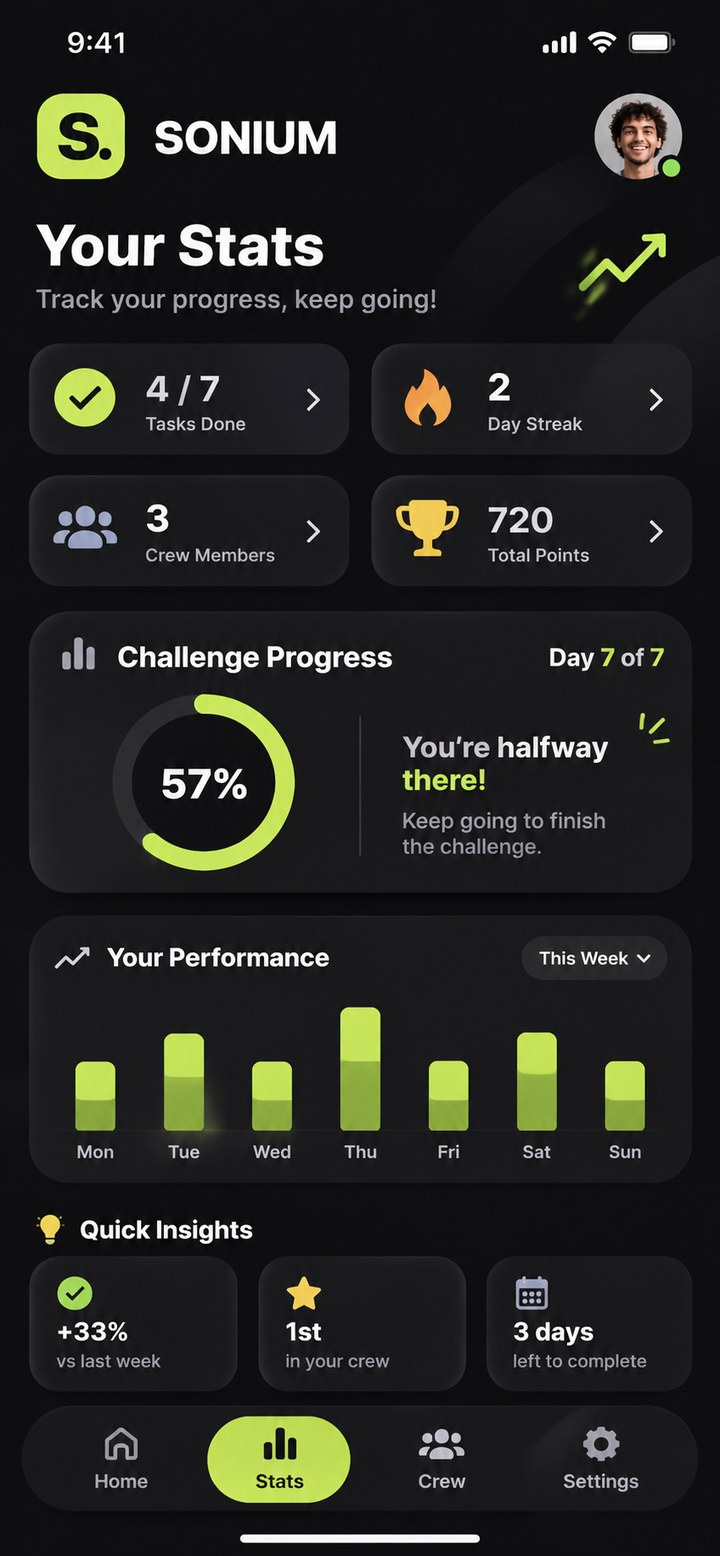 9:41
S.
SONIUM
Your Stats
Track your progress, keep going!
4 / 7
Tasks Done
2
Day Streak
3
Crew Members
720
Total Points
Challenge Progress
Day 7 of 7
57%
You're halfway
there!
Keep going to finish
the challenge.
Your Performance
This Week
Mon Tue Wed Thu Fri Sat Sun
Quick Insights
+33%
vs last week
1st
in your crew
3 days
left to complete
Home
Stats
Crew
Settings